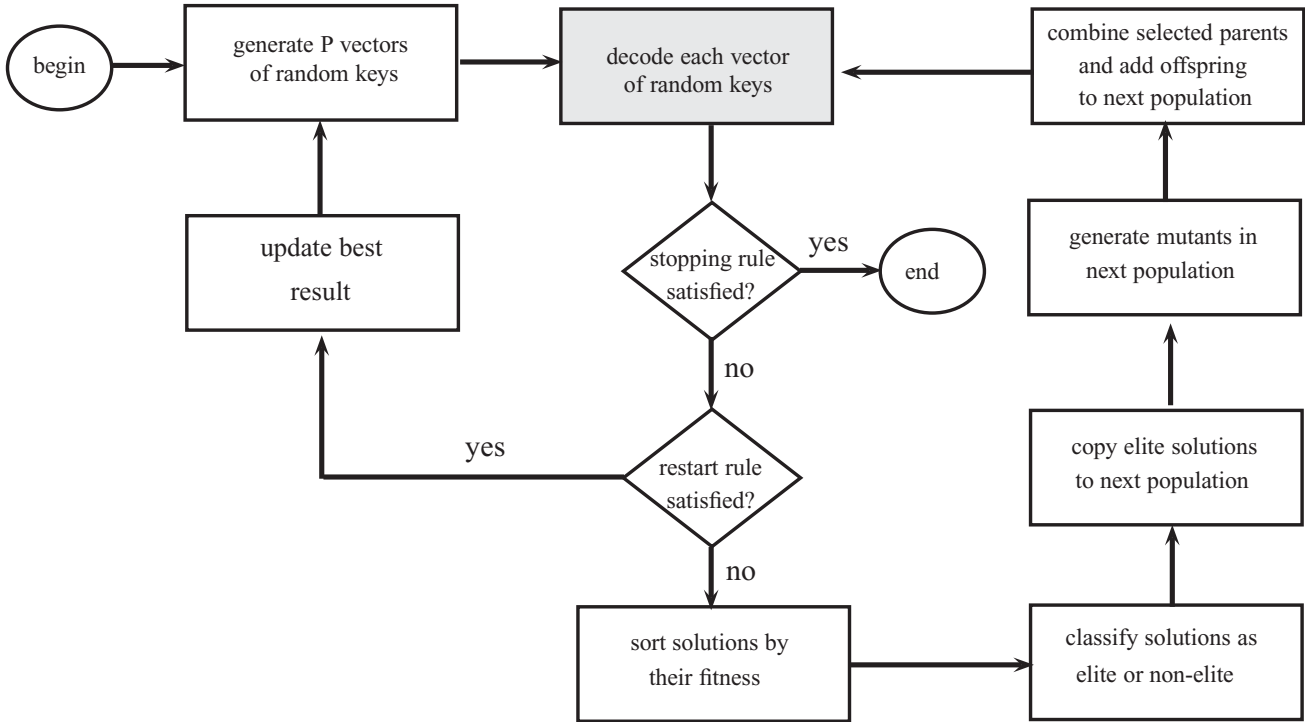 begin
generate P vectors
of random keys
decode each vector
of random keys
combine selected parents
and add offspring
to next population
update best
result
stopping rule
satisfied?
yes
end
generate mutants in
next population
no
yes
restart rule
satisfied?
copy elite solutions
to next population
no
sort solutions by
their fitness
classify solutions as
elite or non-elite